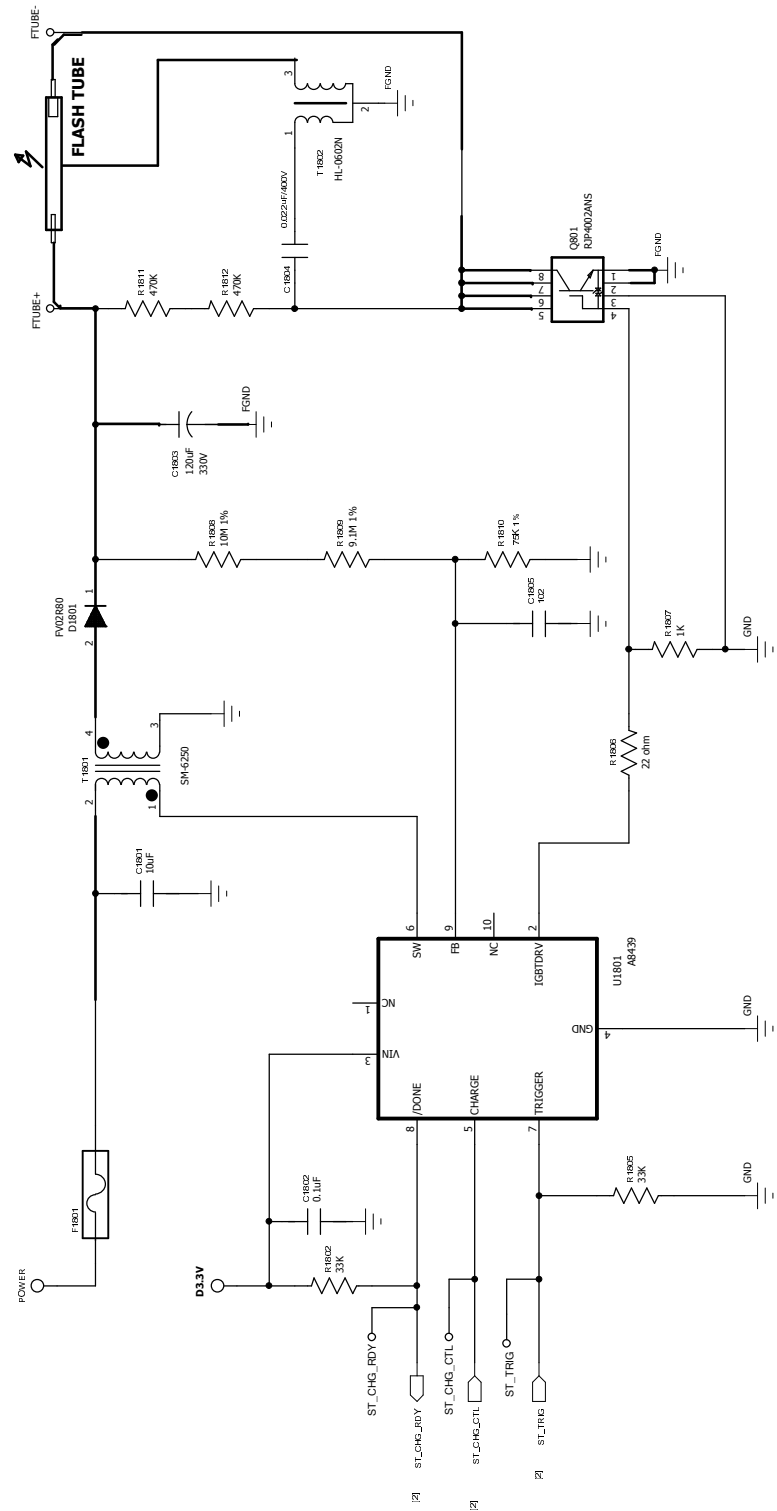 FTUBE-
FLASH TUBE
FTUBE+
3
1
2
T1802
HL-0602N
FGND
0.022uF/400V
C1804
R1811
470K
R1812
470K
Q801
RJP4002ANS
8
7
6
5
1
2
3
4
FGND
C1803
120uF
330V
FGND
R1808
10M 1%
R1809
9.1M 1%
R1810
75K 1%
C1805
102
FV02R80
D1801
2
1
T1801
4
3
2
1
SM-6250
C1801
10uF
R1807
1K
GND
R1806
22 ohm
6
SW
9
FB
10
NC
2
IGBTDRV
1
NC
3
VIN
U1801
A8439
GND
4
GND
/DONE
8
CHARGE
5
TRIGGER
7
F1801
POWER
C1802
0.1uF
R1802
33K
D3.3V
R1805
33K
GND
ST_CHG_RDY
ST_CHG_CTL
ST_TRIG
ST_CHG_RDY
[2]
ST_CHG_CTL
[2]
ST_TRIG
[2]